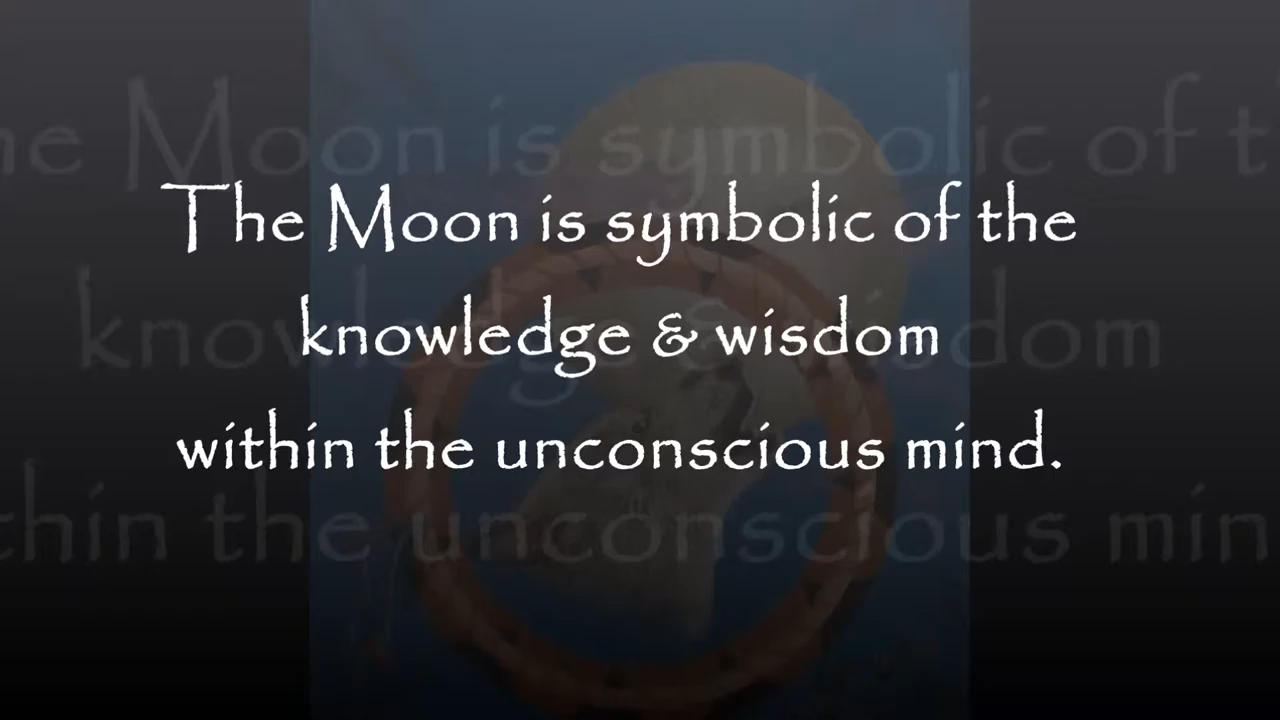 The Moon is symbolic of the
knowledge & wisdom
within the unconscious mind.